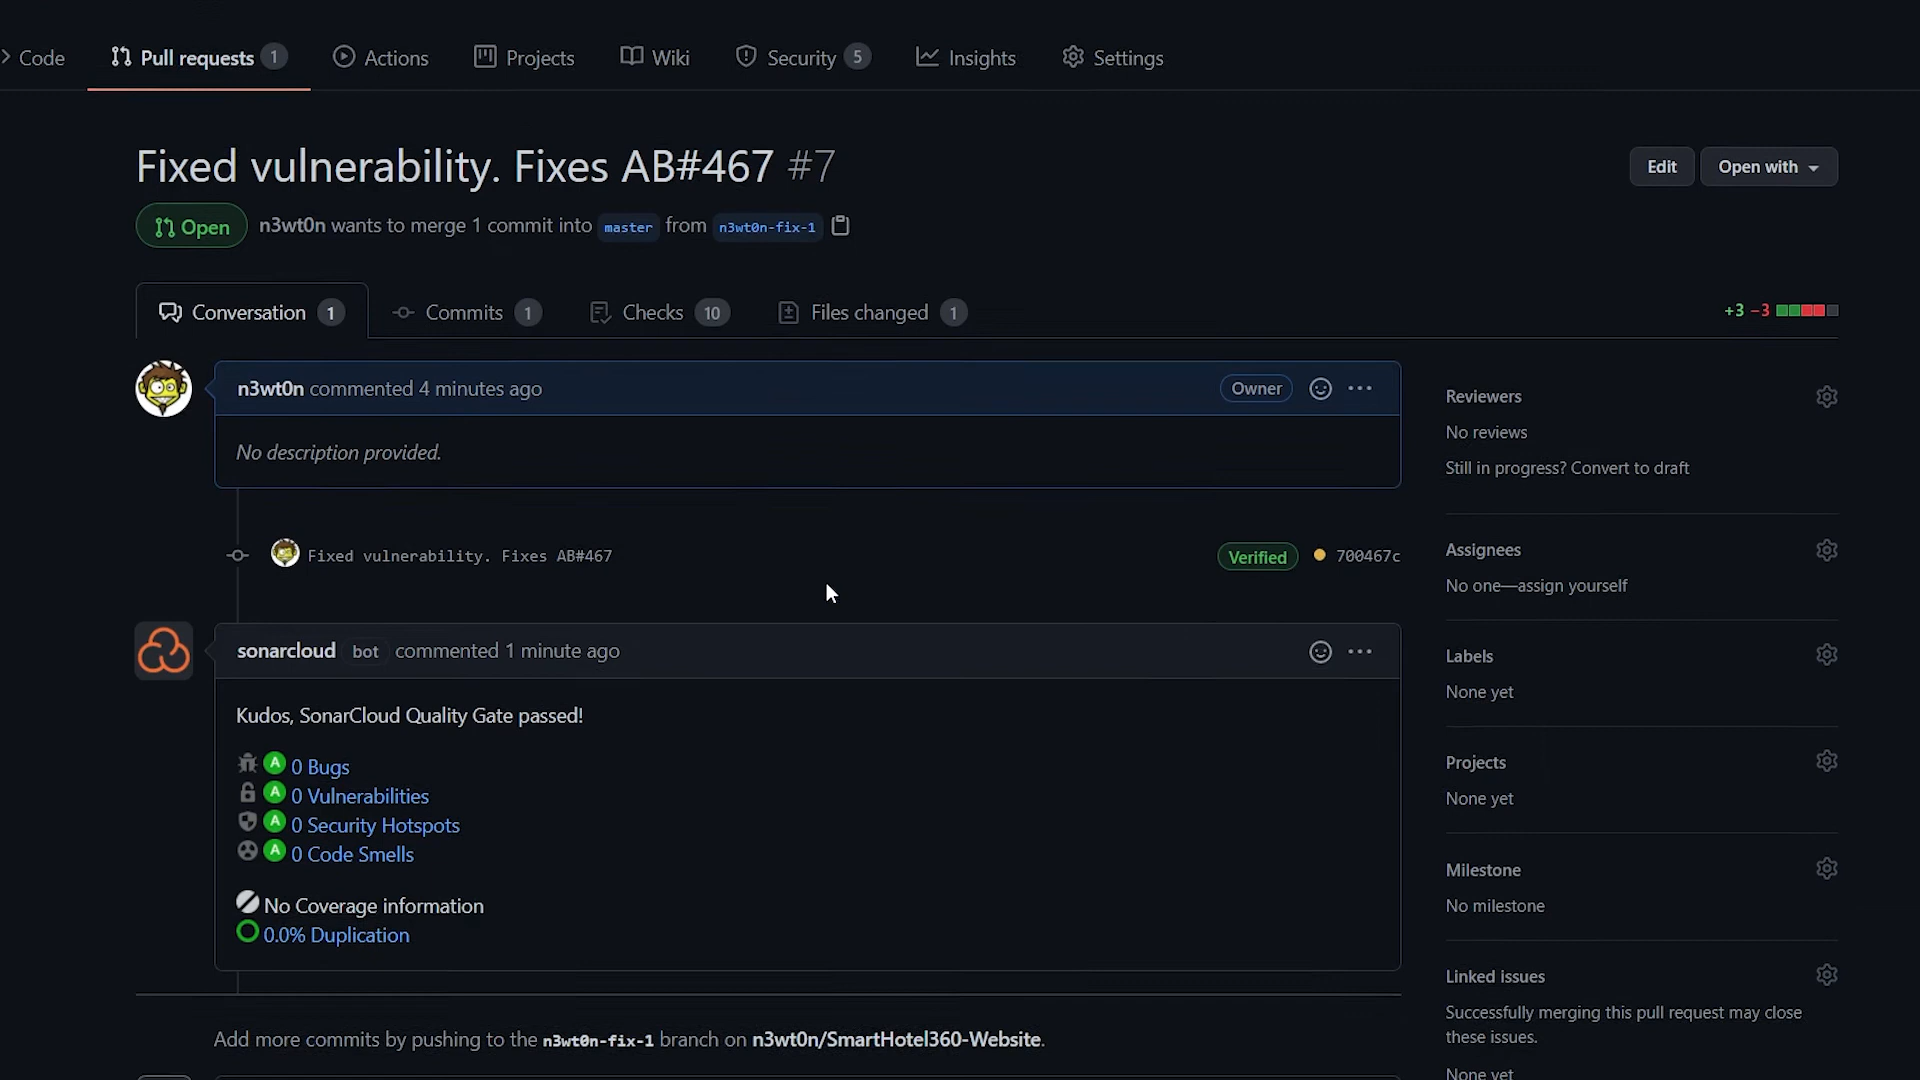 Code
Pull requests 1
Actions
Projects
Wiki
Security 5
Insights
Settings
Fixed vulnerability. Fixes AB#467 #7
Edit
Open with
Open
n3wt0n wants to merge 1 commit into master from n3wt0n-fix-1
Conversation 1
Commits 1
Checks 10
Files changed 1
+3 −3
n3wt0n commented 4 minutes ago
Owner
No description provided.
Fixed vulnerability. Fixes AB#467
Verified
700467c
sonarcloud bot commented 1 minute ago
Kudos, SonarCloud Quality Gate passed!
A 0 Bugs
A 0 Vulnerabilities
A 0 Security Hotspots
A 0 Code Smells
No Coverage information
0.0% Duplication
Add more commits by pushing to the n3wt0n-fix-1 branch on n3wt0n/SmartHotel360-Website.
Reviewers
No reviews
Still in progress? Convert to draft
Assignees
No one—assign yourself
Labels
None yet
Projects
None yet
Milestone
No milestone
Linked issues
Successfully merging this pull request may close
these issues.
None yet